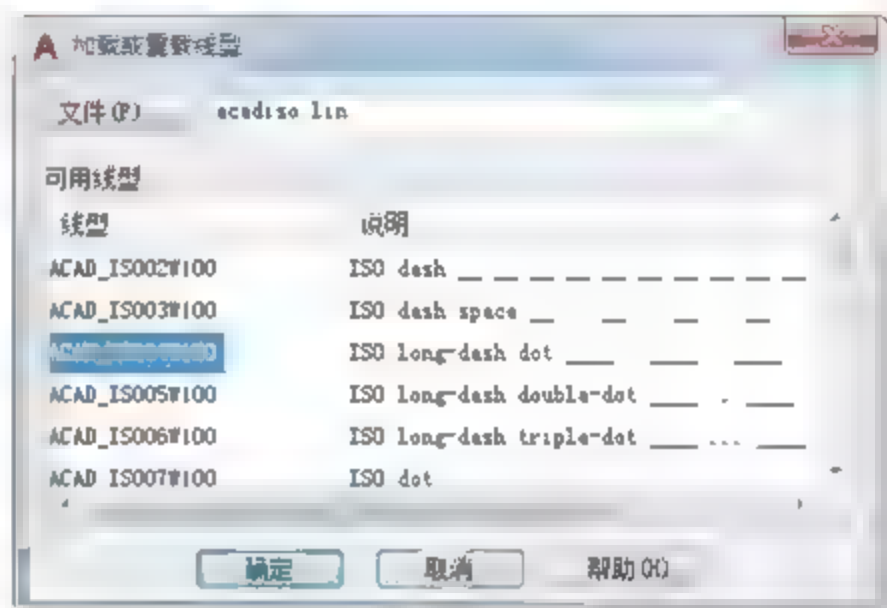 加载或重载线型
文件(F) acadiso lin
可用线型
线型 说明
ACAD_ISO02W100 ISO dash
ACAD_ISO03W100 ISO dash space
ISO long-dash dot
ACAD_ISO05W100 ISO long-dash double-dot
ACAD_ISO06W100 ISO long-dash triple-dot
ACAD ISO07W100 ISO dot
确定 取消 帮助(H)